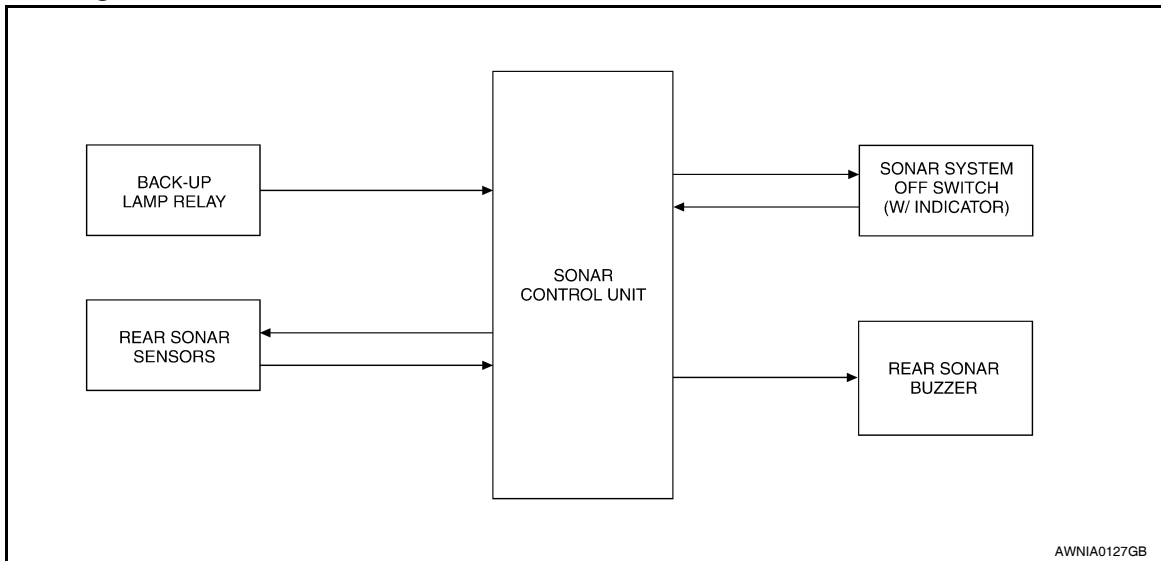 BACK-UP
LAMP RELAY
REAR SONAR
SENSORS
SONAR
CONTROL UNIT
SONAR SYSTEM
OFF SWITCH
(W/ INDICATOR)
REAR SONAR
BUZZER
AWNIA0127GB